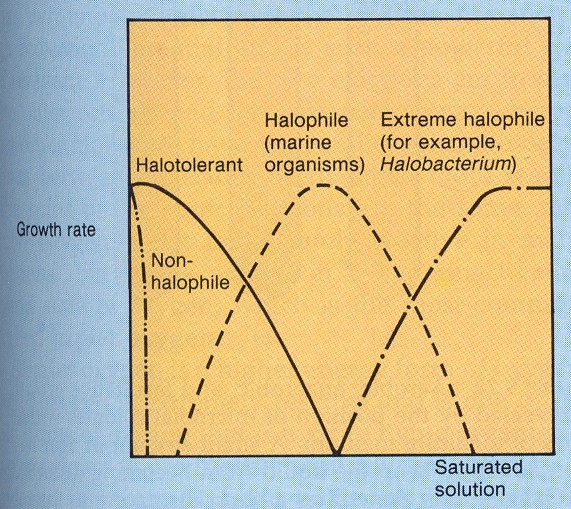 Halophile
(marine
organisms)
Extreme halophile
(for example,
Halobacterium)
Halotolerant
Growth rate
Non-
halophile
Saturated
solution